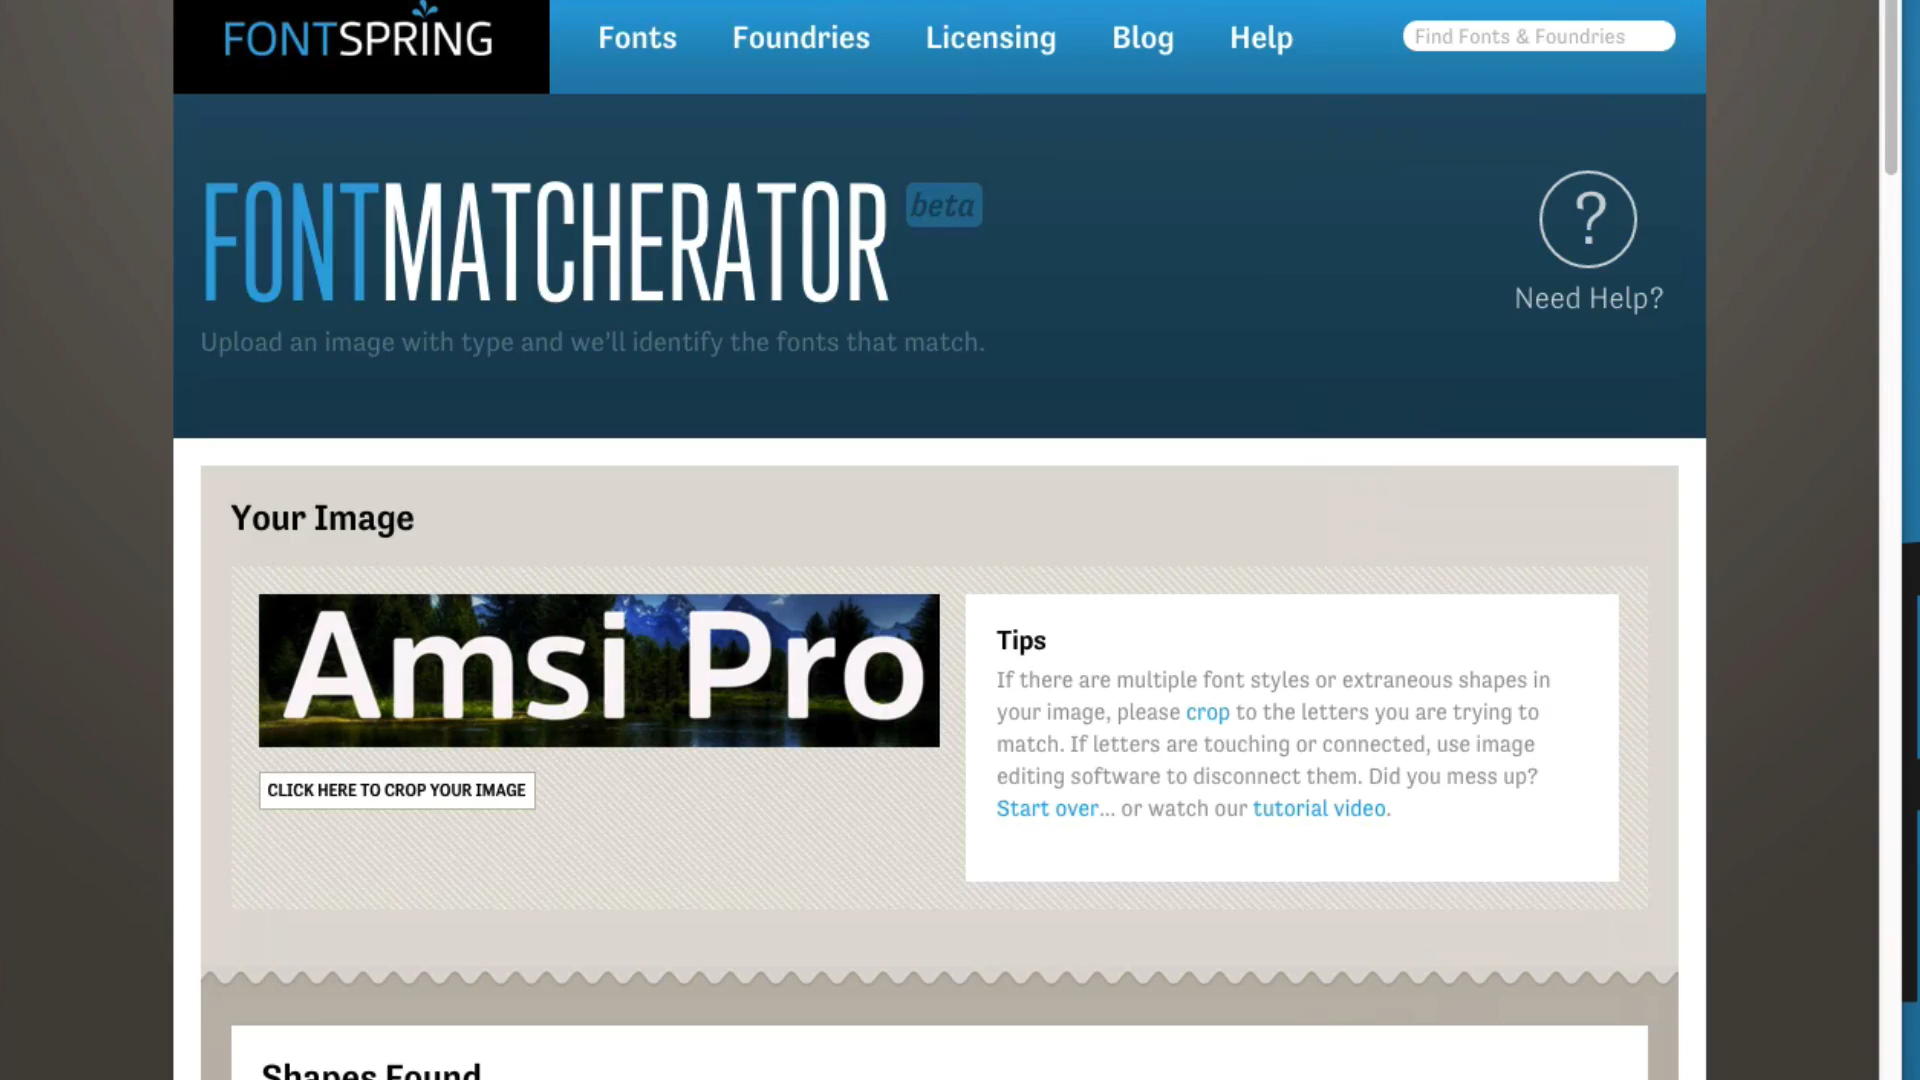 FONTSPRING
Fonts
Foundries
Licensing
Blog
Help
Find Fonts & Foundries
FONTMATCHERATOR beta
Upload an image with type and we'll identify the fonts that match.
?
Need Help?
Your Image
Amsi Pro
CLICK HERE TO CROP YOUR IMAGE
Tips
If there are multiple font styles or extraneous shapes in
your image, please crop to the letters you are trying to
match. If letters are touching or connected, use image
editing software to disconnect them. Did you mess up?
Start over... or watch our tutorial video.
Shapes Found